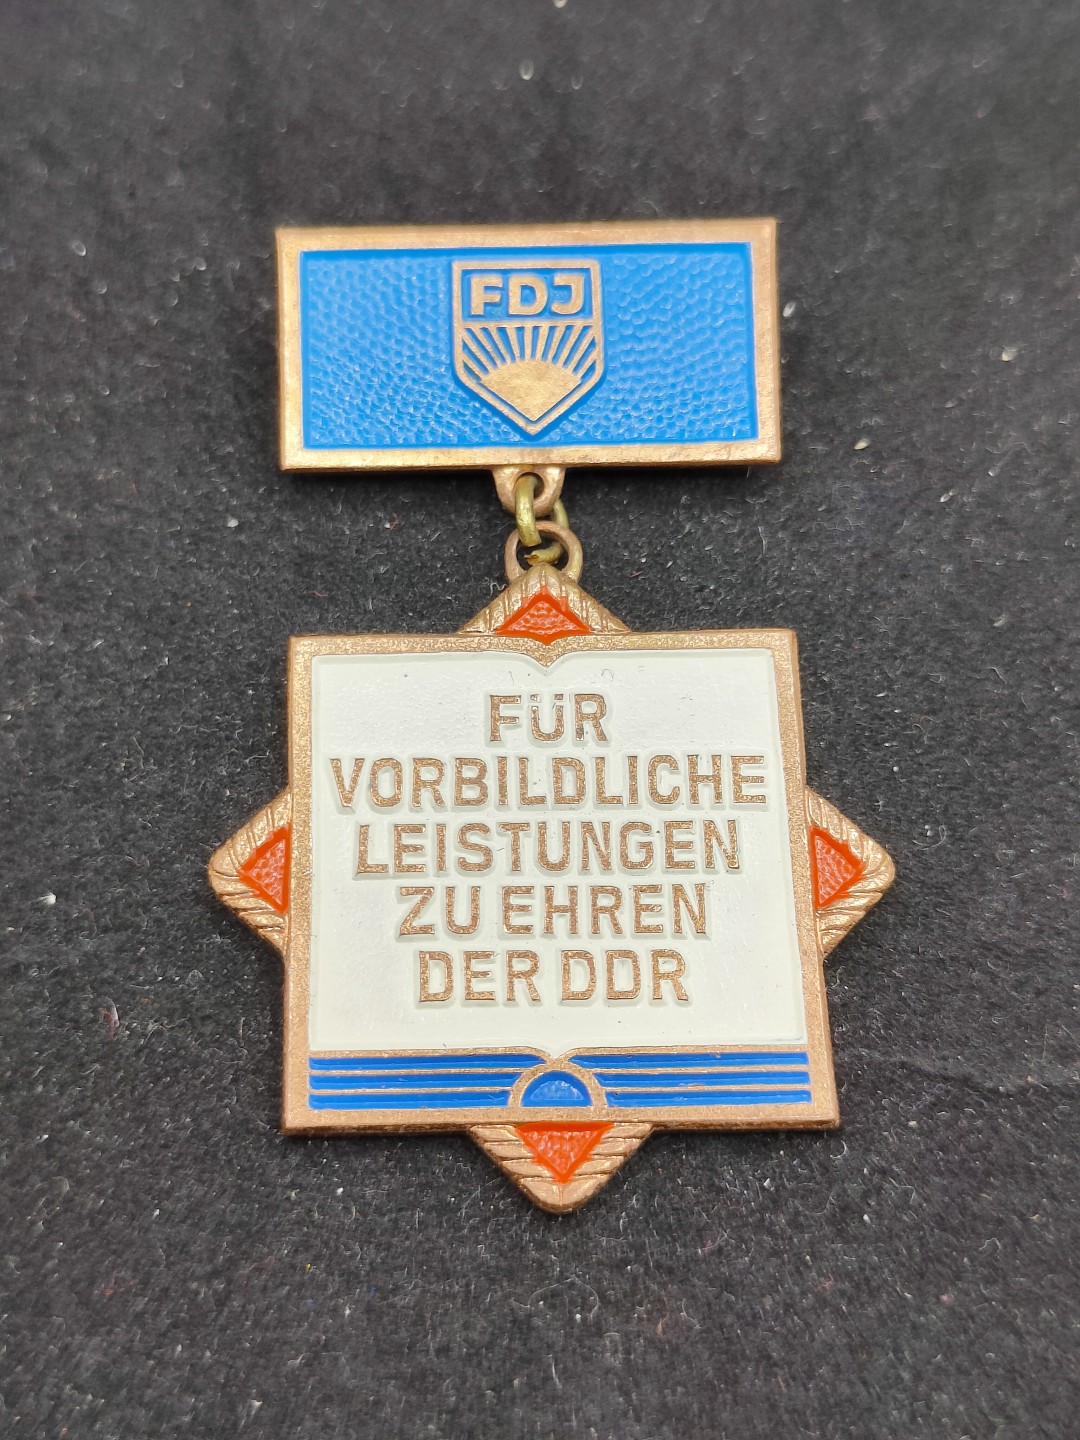 FDJ
FÜR
VORBILDLICHE
LEISTUNGEN
ZU EHREN
DER DDR